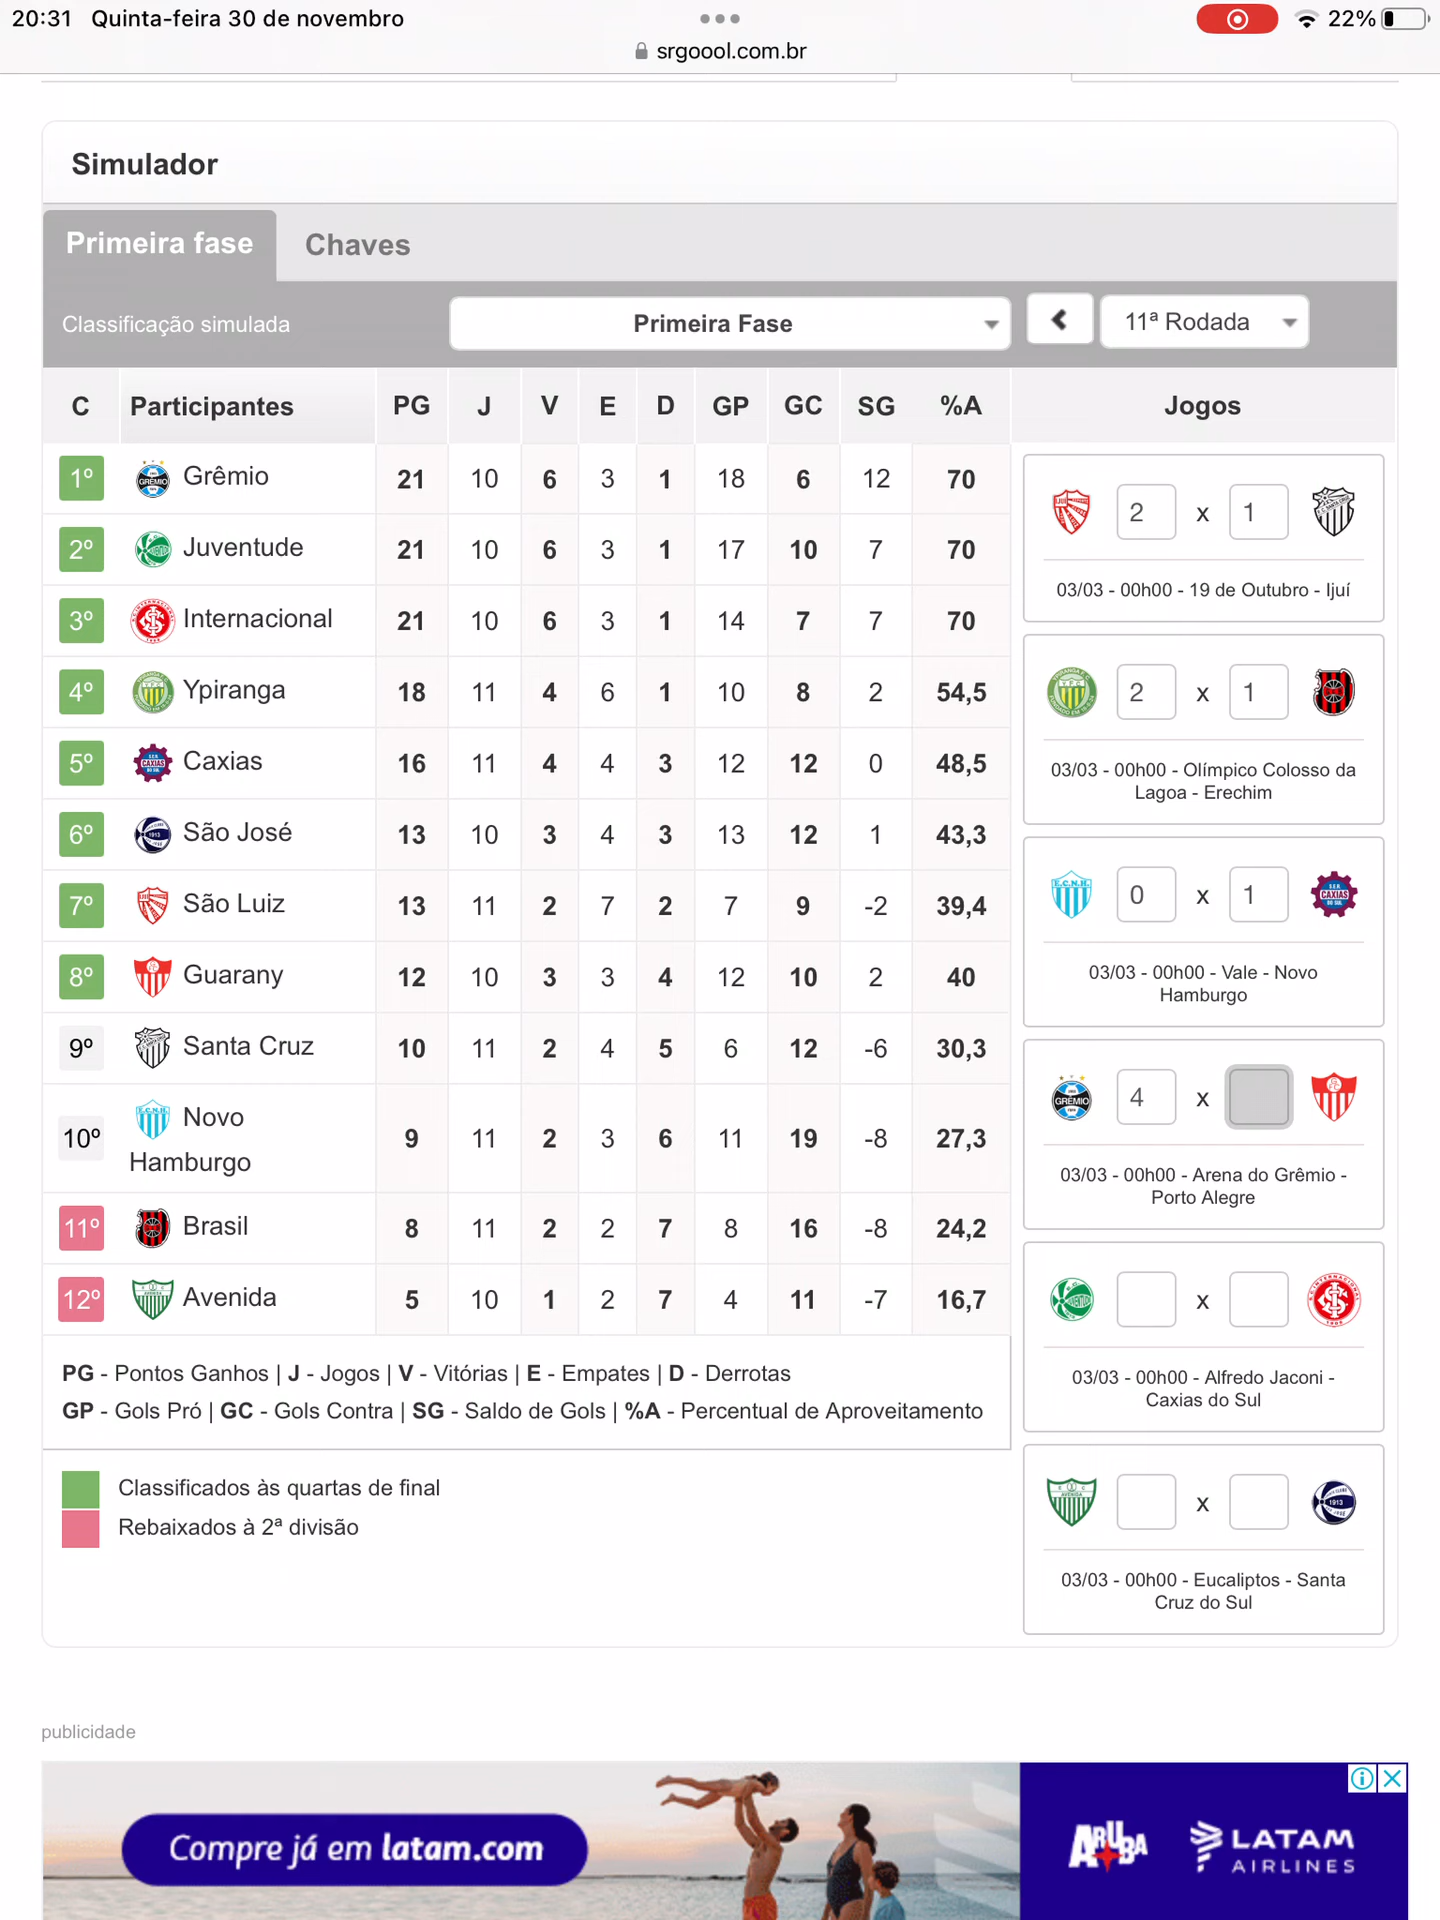 20:31 Quinta-feira 30 de novembro
22%
srgoool.com.br
Simulador
Primeira fase Chaves
Classificação simulada Primeira Fase 11ª Rodada
C Participantes PG J V E D GP GC SG %A Jogos
1º Grêmio 21 10 6 3 1 18 6 12 70
2º Juventude 21 10 6 3 1 17 10 7 70
3º Internacional 21 10 6 3 1 14 7 7 70
4º Ypiranga 18 11 4 6 1 10 8 2 54,5
5º Caxias 16 11 4 4 3 12 12 0 48,5
6º São José 13 10 3 4 3 13 12 1 43,3
7º São Luiz 13 11 2 7 2 7 9 -2 39,4
8º Guarany 12 10 3 3 4 12 10 2 40
9º Santa Cruz 10 11 2 4 5 6 12 -6 30,3
10º Novo Hamburgo 9 11 2 3 6 11 19 -8 27,3
11º Brasil 8 11 2 2 7 8 16 -8 24,2
12º Avenida 5 10 1 2 7 4 11 -7 16,7
PG - Pontos Ganhos | J - Jogos | V - Vitórias | E - Empates | D - Derrotas
GP - Gols Pró | GC - Gols Contra | SG - Saldo de Gols | %A - Percentual de Aproveitamento
Classificados às quartas de final
Rebaixados à 2ª divisão
2 x 1
03/03 - 00h00 - 19 de Outubro - Ijuí
2 x 1
03/03 - 00h00 - Olímpico Colosso da
Lagoa - Erechim
0 x 1
03/03 - 00h00 - Vale - Novo
Hamburgo
4 x
03/03 - 00h00 - Arena do Grêmio -
Porto Alegre
x
03/03 - 00h00 - Alfredo Jaconi -
Caxias do Sul
x
03/03 - 00h00 - Eucaliptos - Santa
Cruz do Sul
publicidade
Compre já em latam.com
ARUBA
LATAM
AIRLINES